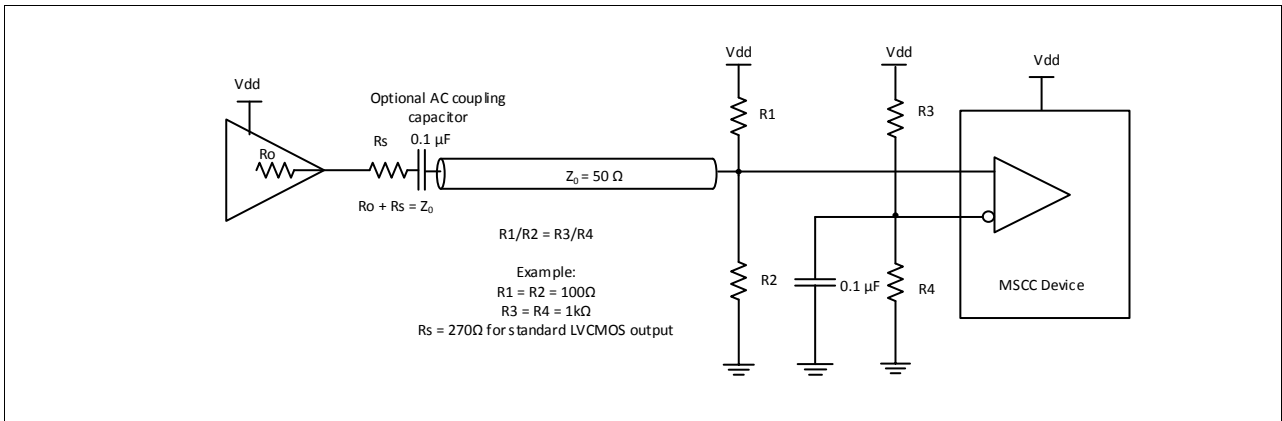 Vdd
Vdd
Vdd
Vdd
Optional AC coupling
capacitor
0.1 µF
Ro
Rs
R1
R3
Z₀ = 50 Ω
Ro + Rs = Z₀
R1/R2 = R3/R4
Example:
R1 = R2 = 100Ω
R3 = R4 = 1kΩ
Rs = 270Ω for standard LVCMOS output
R2
0.1 µF
R4
MSCC Device